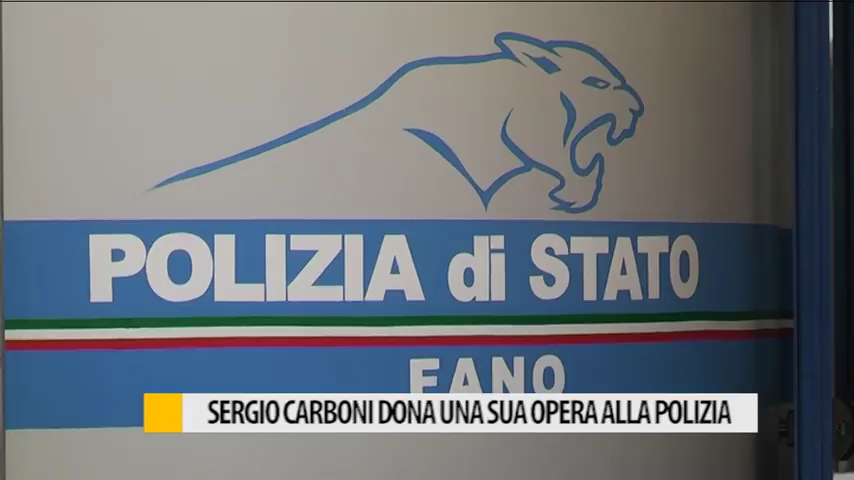 POLIZIA di STATO
FANO
SERGIO CARBONI DONA UNA SUA OPERA ALLA POLIZIA